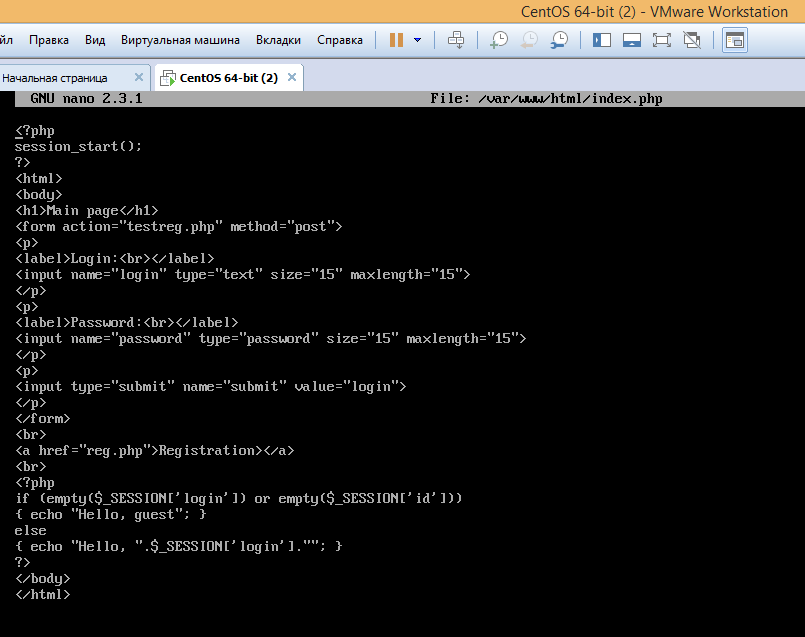 CentOS 64-bit (2) - VMware Workstation
йл Правка Вид Виртуальная машина Вкладки Справка
Начальная страница × CentOS 64-bit (2) ×
GNU nano 2.3.1 File: /var/www/html/index.php
<?php
session_start();
?>
<html>
<body>
<h1>Main page</h1>
<form action="testreg.php" method="post">
<p>
<label>Login:<br></label>
<input name="login" type="text" size="15" maxlength="15">
</p>
<p>
<label>Password:<br></label>
<input name="password" type="password" size="15" maxlength="15">
</p>
<p>
<input type="submit" name="submit" value="login">
</p>
</form>
<br>
<a href="reg.php">Registration></a>
<br>
<?php
if (empty($_SESSION['login']) or empty($_SESSION['id']))
{ echo "Hello, guest"; }
else
{ echo "Hello, ".$_SESSION['login'].""; }
?>
</body>
</html>